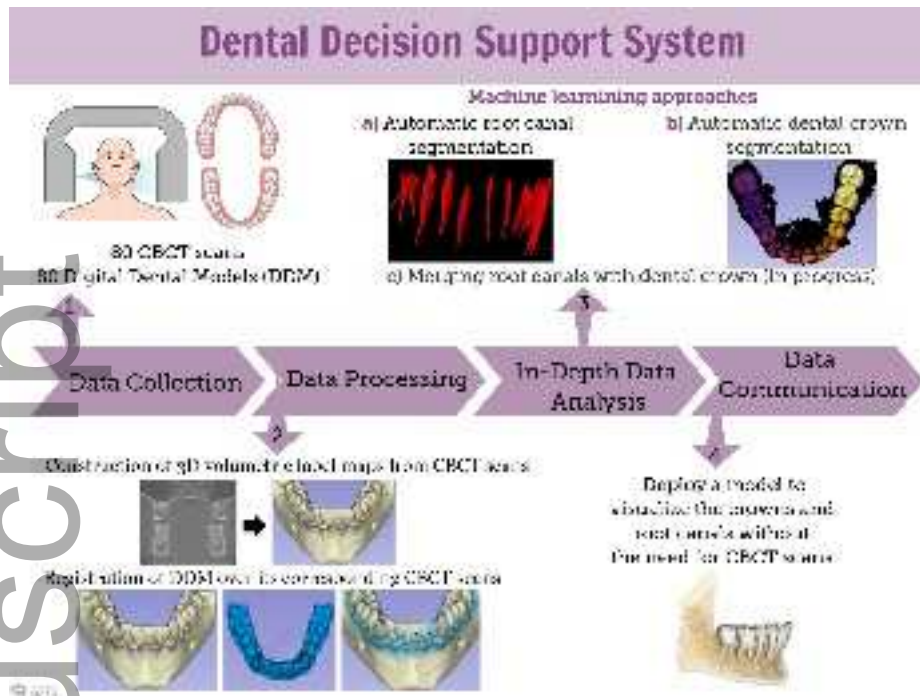 Dental Decision Support System
Machine learnining approaches
a) Automatic root canal
segmentation
b) Automatic dental crown
segmentation
80 CBCT scans
80 Digital Dental Models (DDM)
c) Merging root canals with dental crown (in progress)
1
3
Data Collection
Data Processing
In-Depth Data
Analysis
Data
Communication
2
4
Construction of 3D volumetric label maps from CBCT scans
Deploy a model to
visualize the crowns and
root canals without
the need for CBCT scans
Registration of DDM over its corresponding CBCT scans
uscript